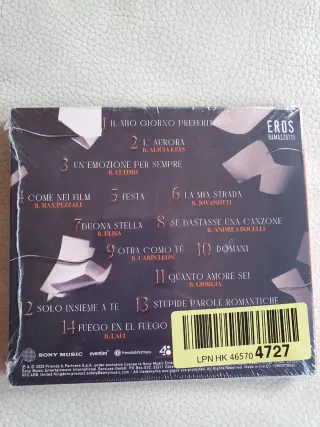 1 IL MIO GIORNO PREFERITO
EROS
RAMAZZOTTI
2 L'AURORA
ft. ALICIA KEYS
3 UN'EMOZIONE PER SEMPRE
ft. ULTIMO
4 COME NEI FILM
ft. MAX PEZZALI
5 FESTA
6 LA MIA STRADA
ft. JOVANOTTI
7 BUONA STELLA
ft. ELISA
8 SE BASTASSE UNA CANZONE
ft. ANDREA BOCELLI
9 OTRA COMO TÚ
ft. CARIN LEON
10 DOMANI
11 QUANTO AMORE SEI
ft. GIORGIA
12 SOLO INSIEME A TE
13 STUPIDE PAROLE ROMANTICHE
14 FUEGO EN EL FUEGO
ft. LALI
SONY MUSIC
eventim
Friends&Partners
LPN HK 46570 4727